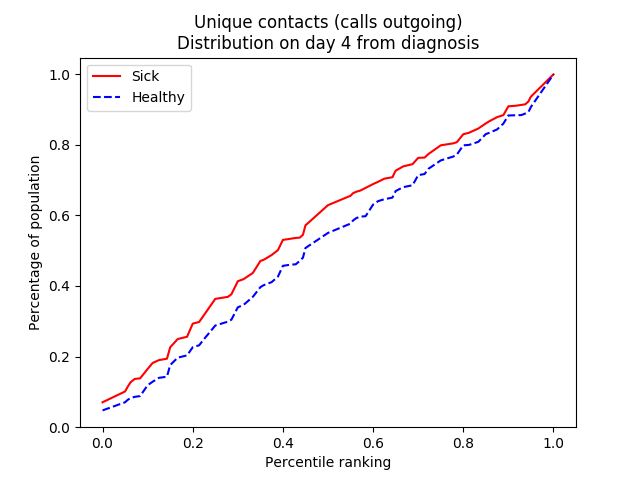 Unique contacts (calls outgoing)
Distribution on day 4 from diagnosis
Sick
Healthy
Percentage of population
1.0
0.8
0.6
0.4
0.2
0.0
0.0 0.2 0.4 0.6 0.8 1.0
Percentile ranking